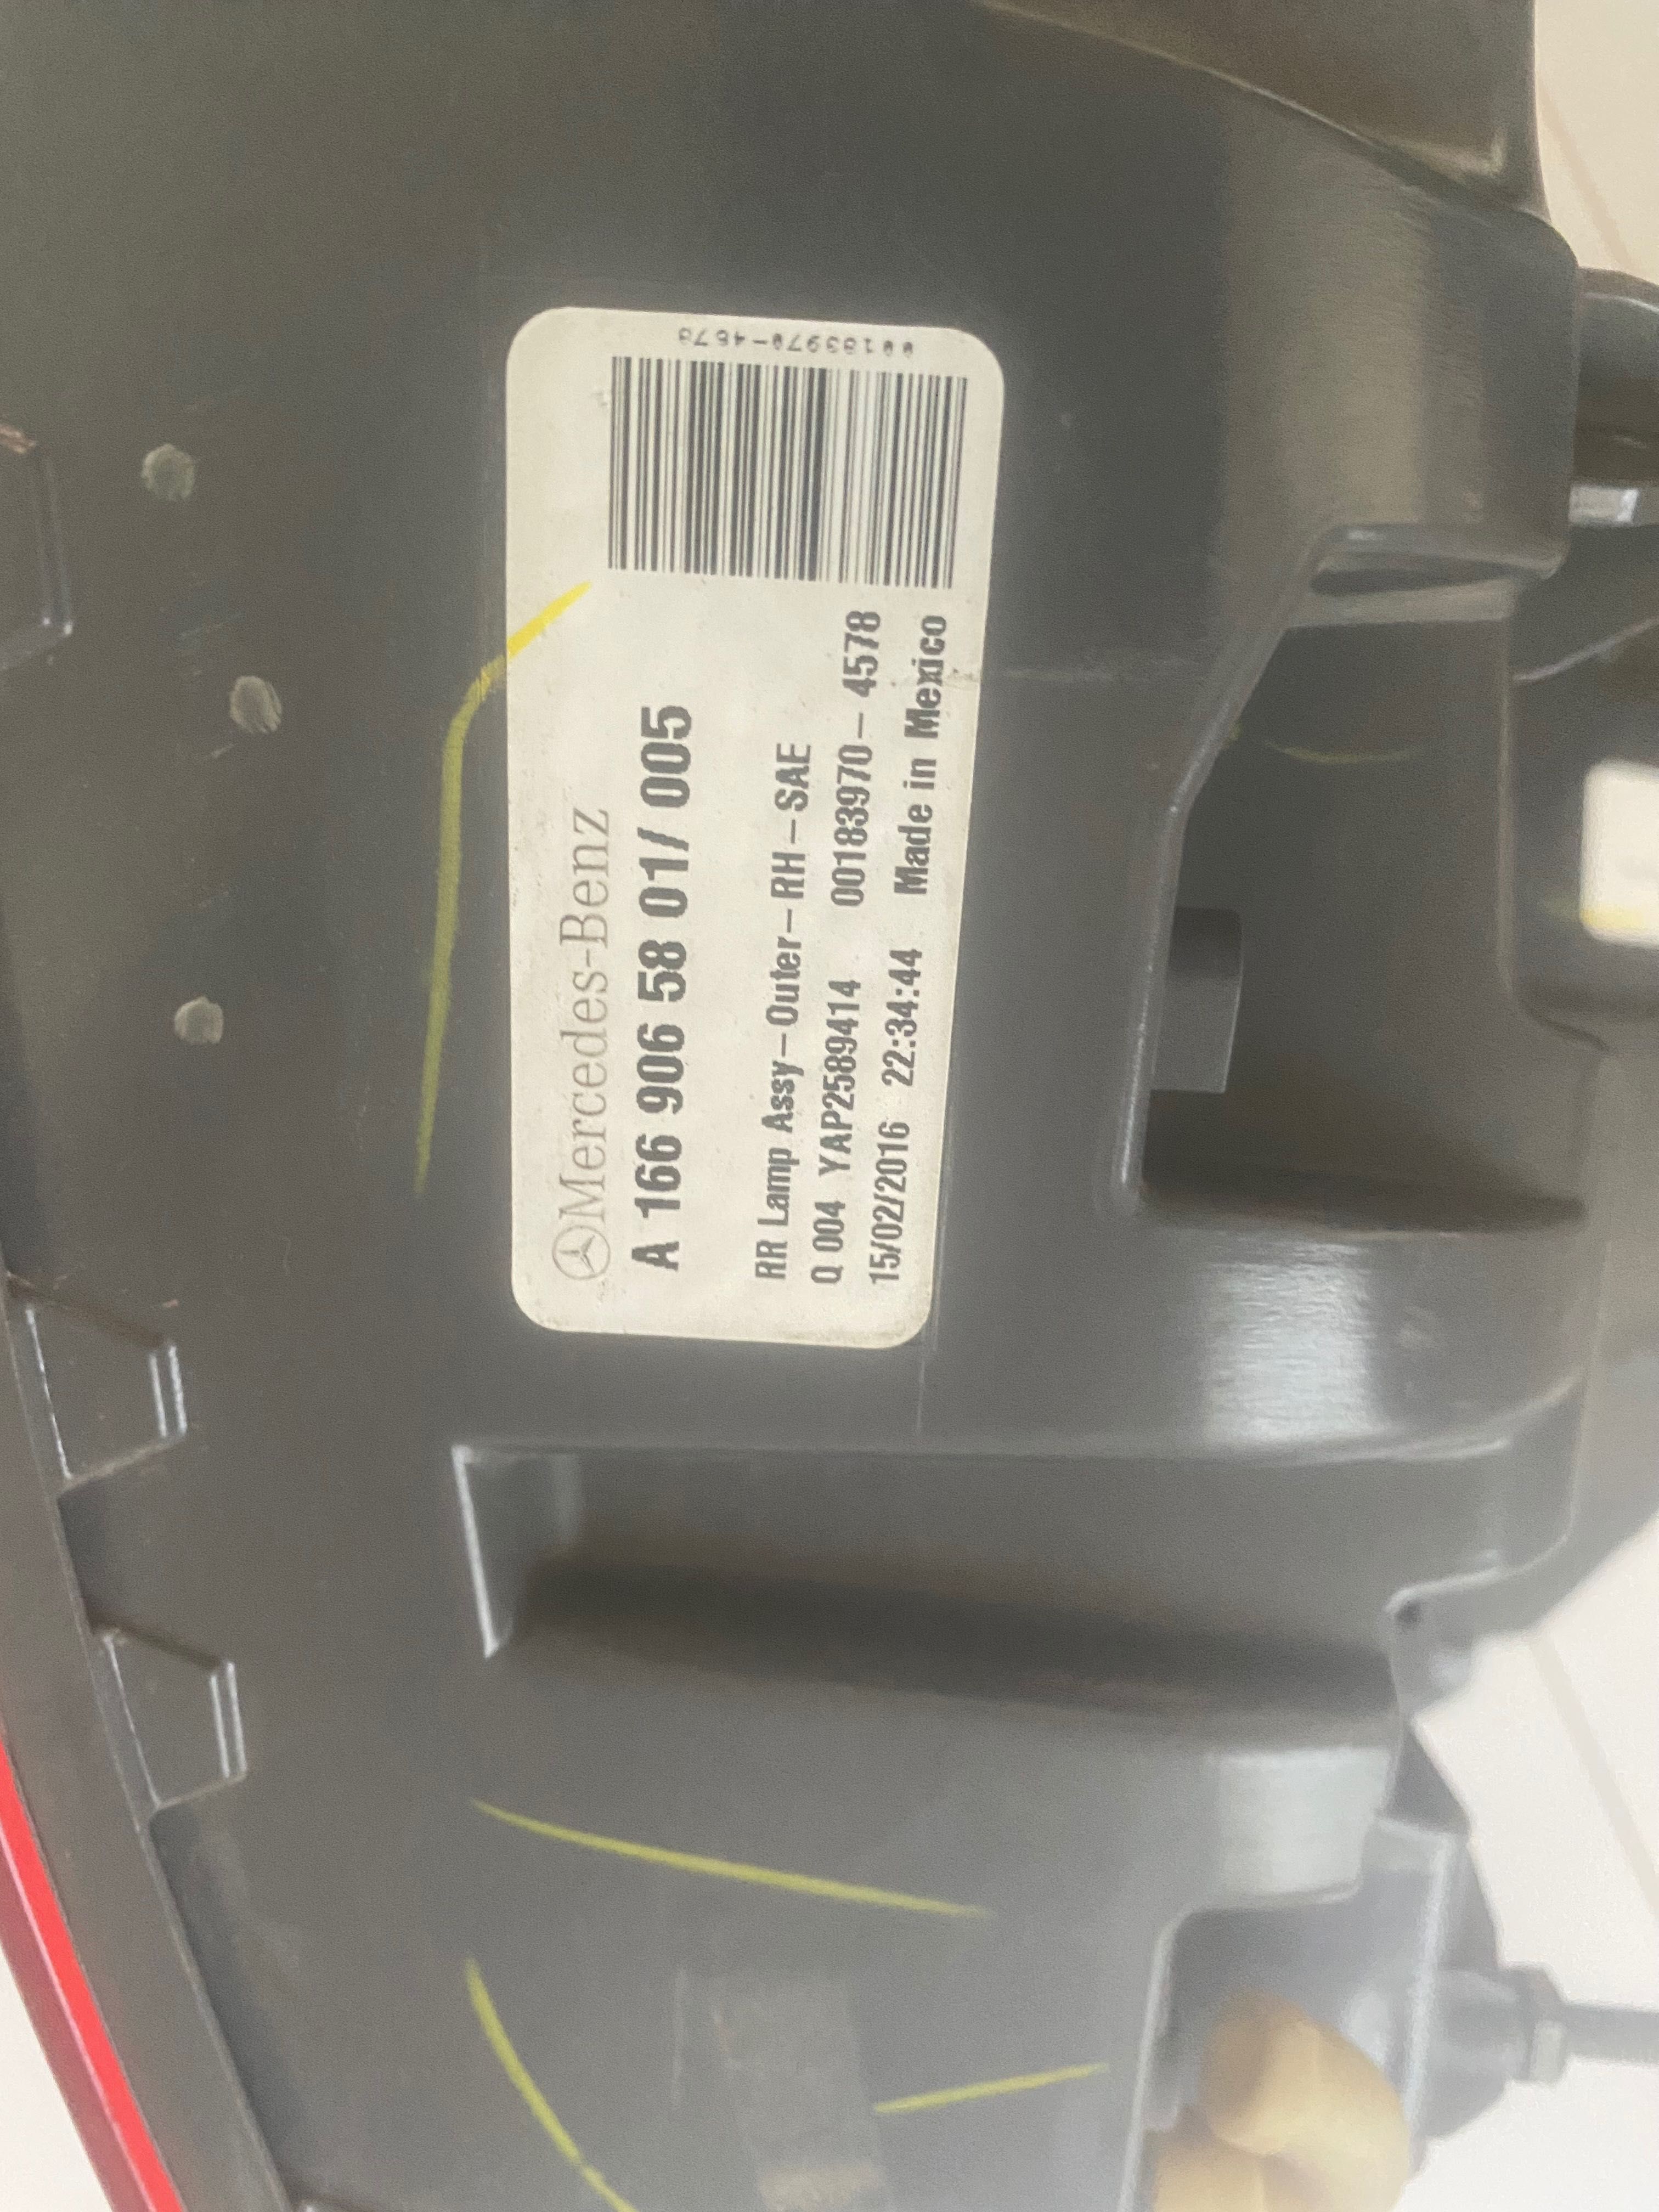 Mercedes-Benz
A 166 906 58 01/ 005
RR Lamp Assy-Outer-RH-SAE
Q 004 YAP2589414 00183970-4578
15/02/2016 22:34:44 Made in Mexico
00183970-4578